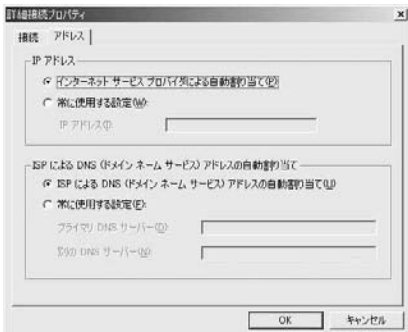 詳細接続プロパティ
接続 アドレス
IP アドレス
インターネット サービス プロバイダによる自動割り当て(P)
常に使用する設定(W):
IP アドレス(I):
ISP による DNS (ドメイン ネーム サービス) アドレスの自動割り当て
ISP による DNS (ドメイン ネーム サービス) アドレスの自動割り当て(U)
常に使用する設定(F):
プライマリ DNS サーバー(D):
別の DNS サーバー(N):
OK キャンセル